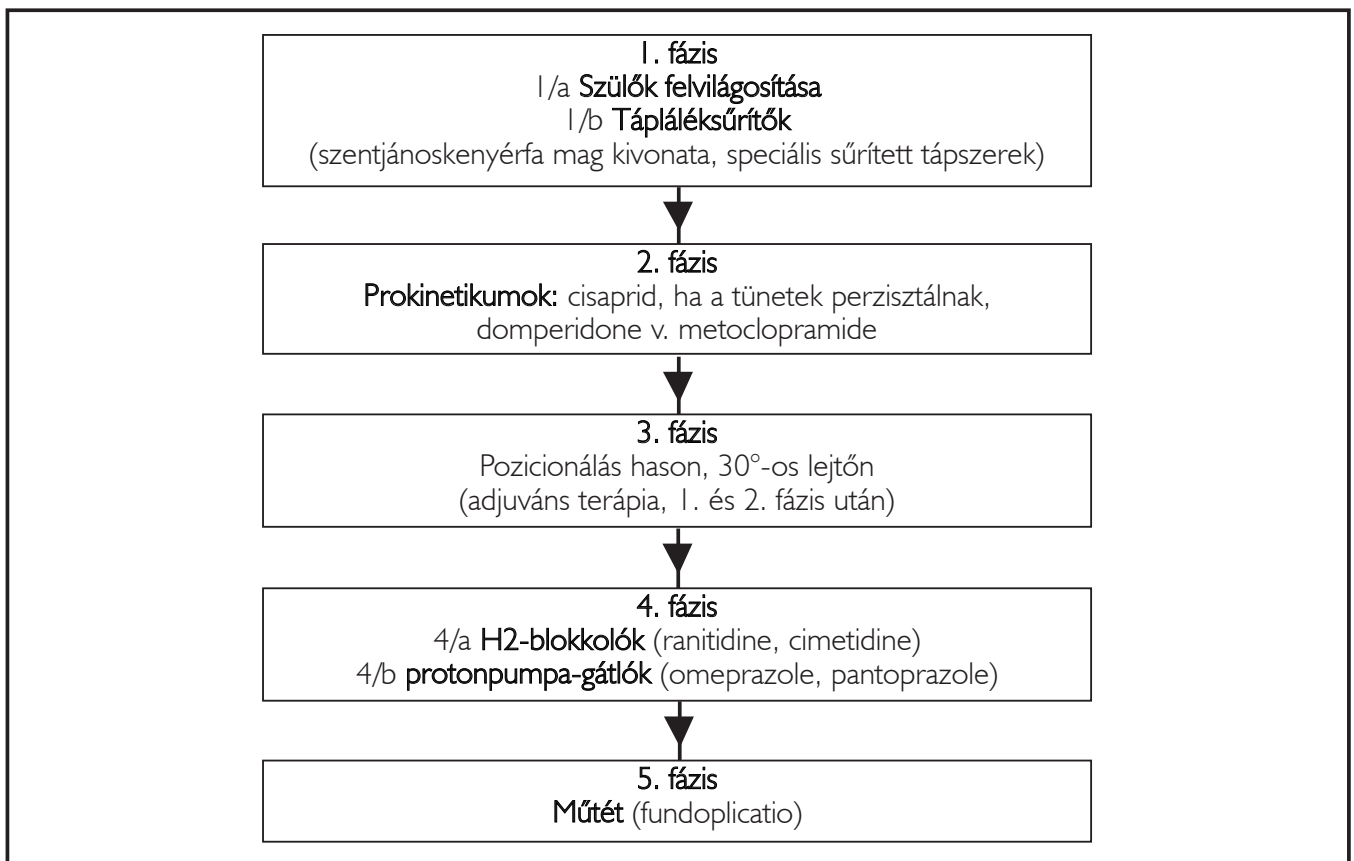 1. fázis
1/a Szülők felvilágosítása
1/b Tápláléksűrítők
(szentjánoskenyérfa mag kivonata, speciális sűrített tápszerek)
2. fázis
Prokinetikumok: cisaprid, ha a tünetek perzisztálnak,
domperidone v. metoclopramide
3. fázis
Pozicionálás hason, 30°-os lejtőn
(adjuváns terápia, 1. és 2. fázis után)
4. fázis
4/a H2-blokkolók (ranitidine, cimetidine)
4/b protonpumpa-gátlók (omeprazole, pantoprazole)
5. fázis
Műtét (fundoplicatio)